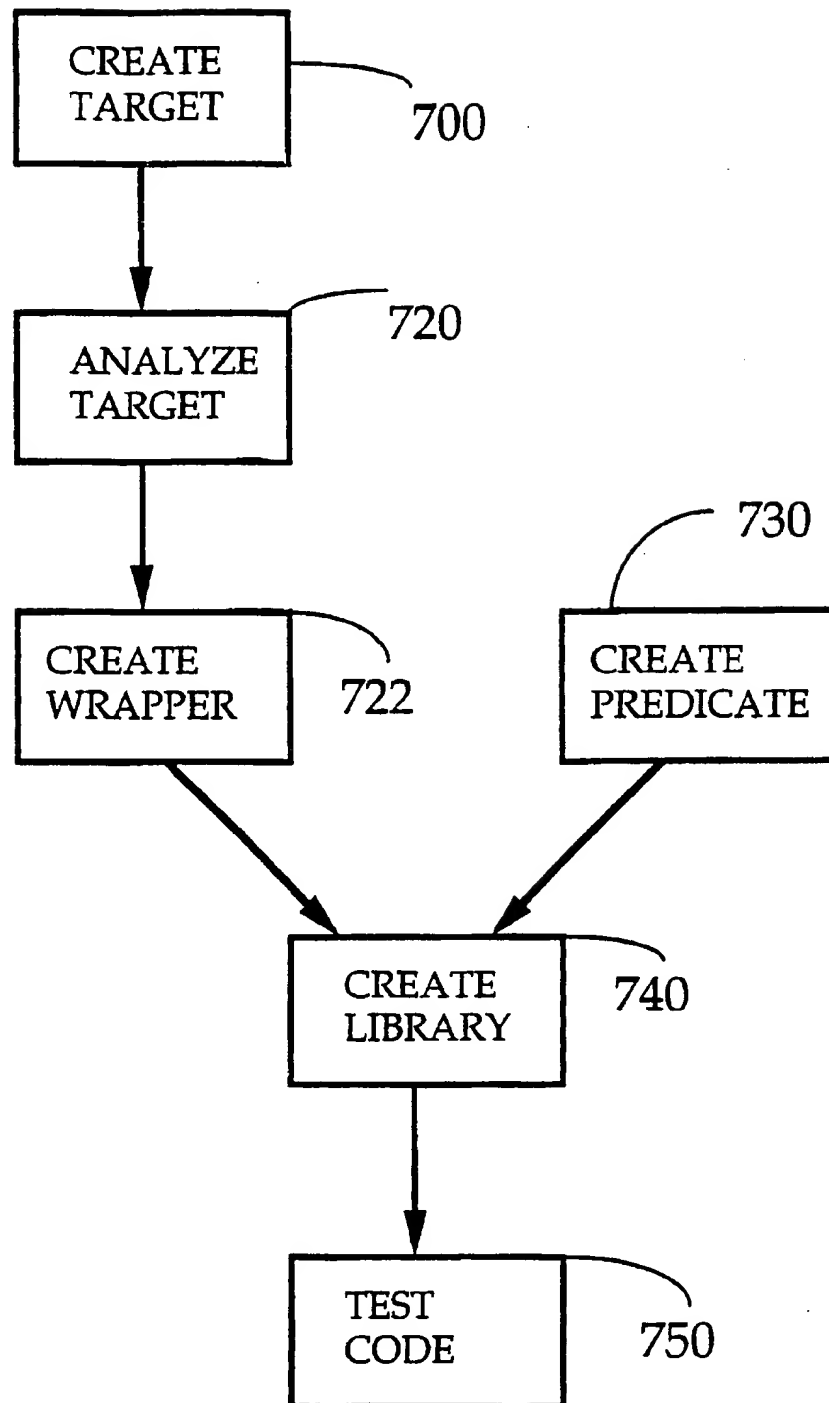 CREATE
TARGET
700
720
ANALYZE
TARGET
730
CREATE
WRAPPER
722
CREATE
PREDICATE
CREATE
LIBRARY
740
TEST
CODE
750